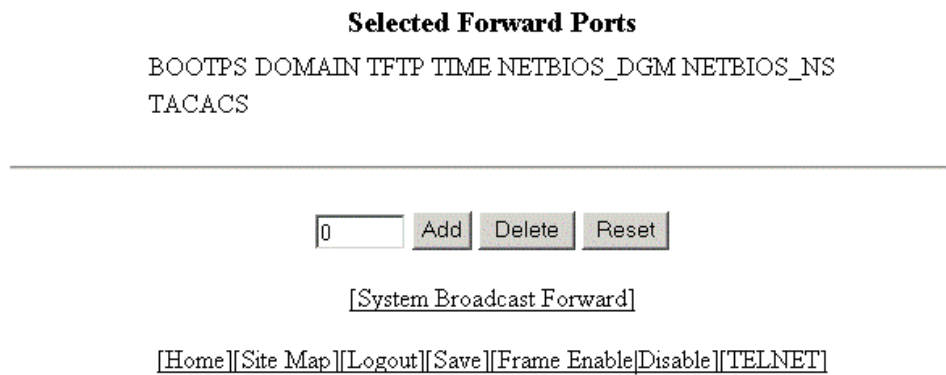 Selected Forward Ports
BOOTPS DOMAIN TFTP TIME NETBIOS_DGM NETBIOS_NS
TACACS
0 Add Delete Reset
[System Broadcast Forward]
[Home][Site Map][Logout][Save][Frame Enable|Disable][TELNET]